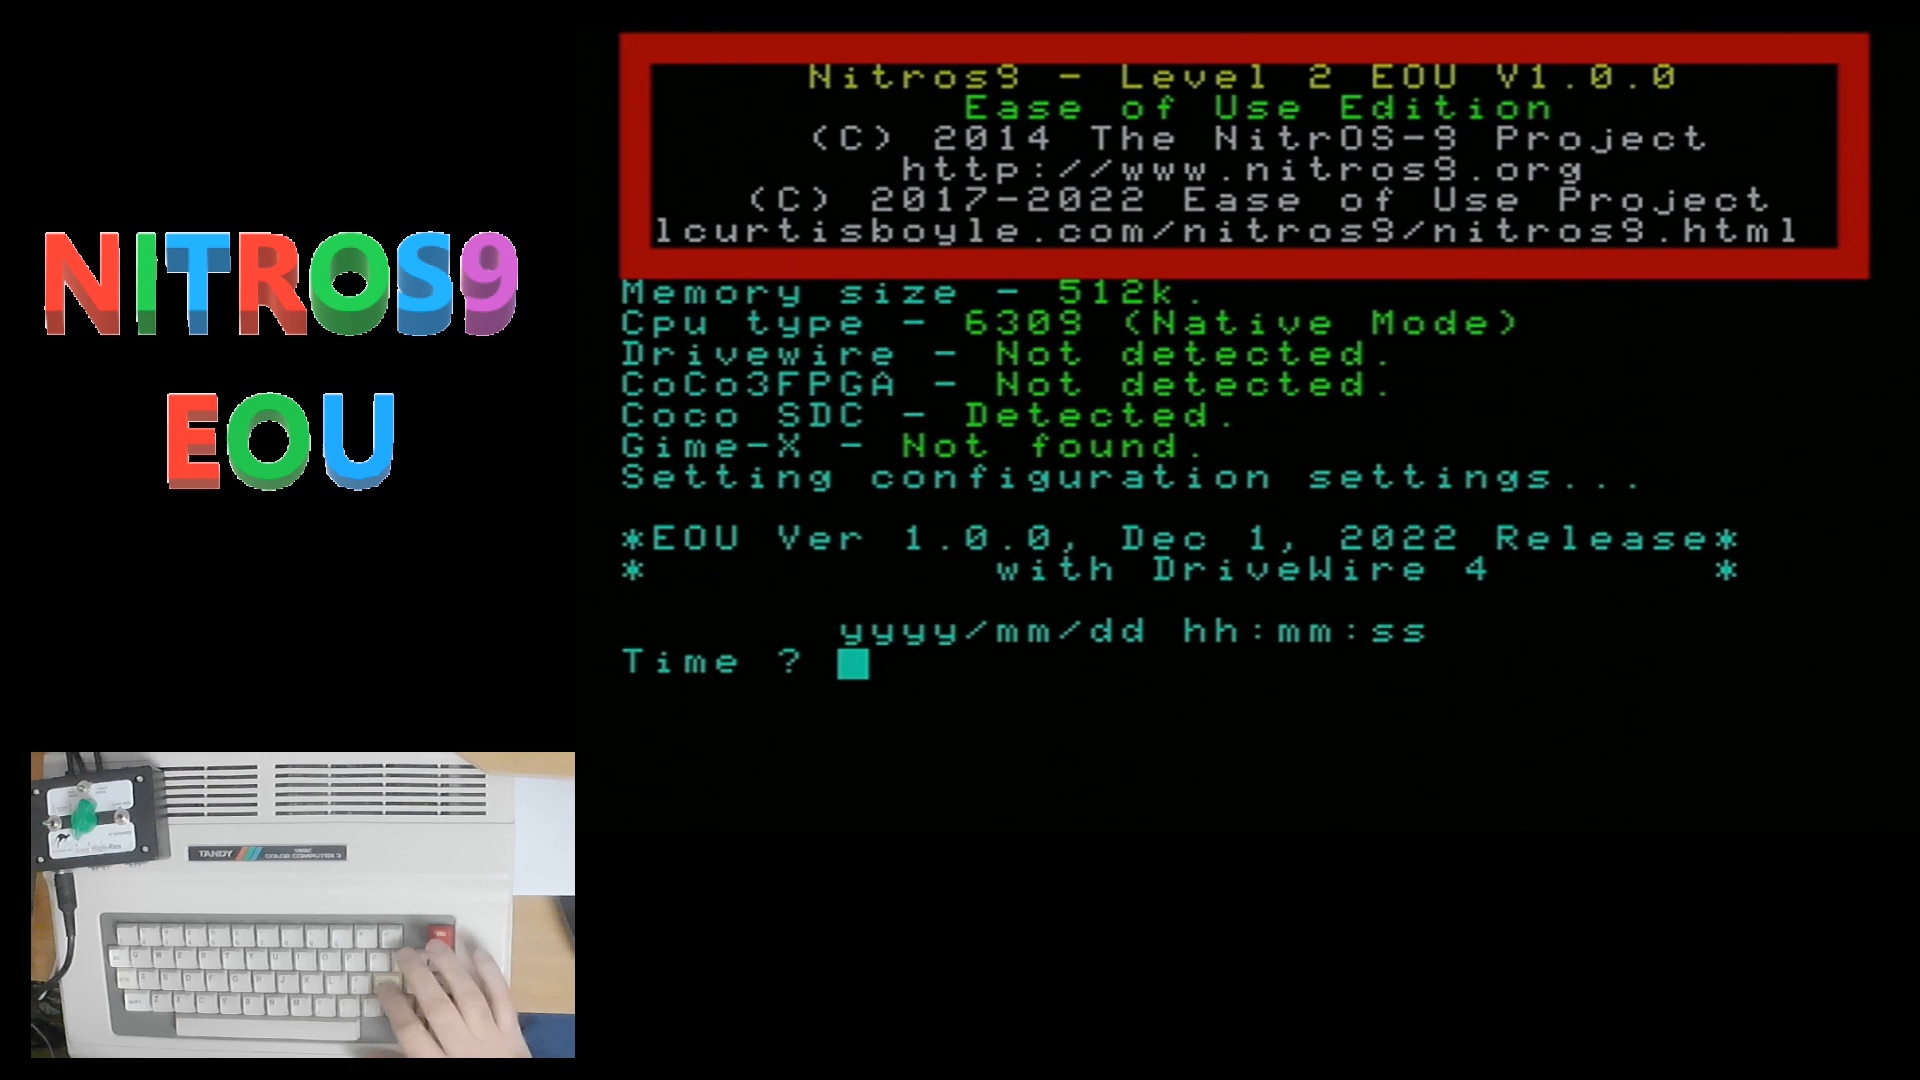 NITROS9
EOU
Nitros9 - Level 2 EOU V1.0.0
Ease of Use Edition
(C) 2014 The NitrOS-9 Project
http://www.nitros9.org
(C) 2017-2022 Ease of Use Project
lcurtisboyle.com/nitros9/nitros9.html
Memory size - 512k.
Cpu type - 6309 (Native Mode)
Drivewire - Not detected.
CoCo3FPGA - Not detected.
Coco SDC - Detected.
Gime-X - Not found.
Setting configuration settings...
*EOU Ver 1.0.0, Dec 1, 2022 Release*
* with DriveWire 4 *
yyyy/mm/dd hh:mm:ss
Time ?
TANDY
COLOR COMPUTER 3